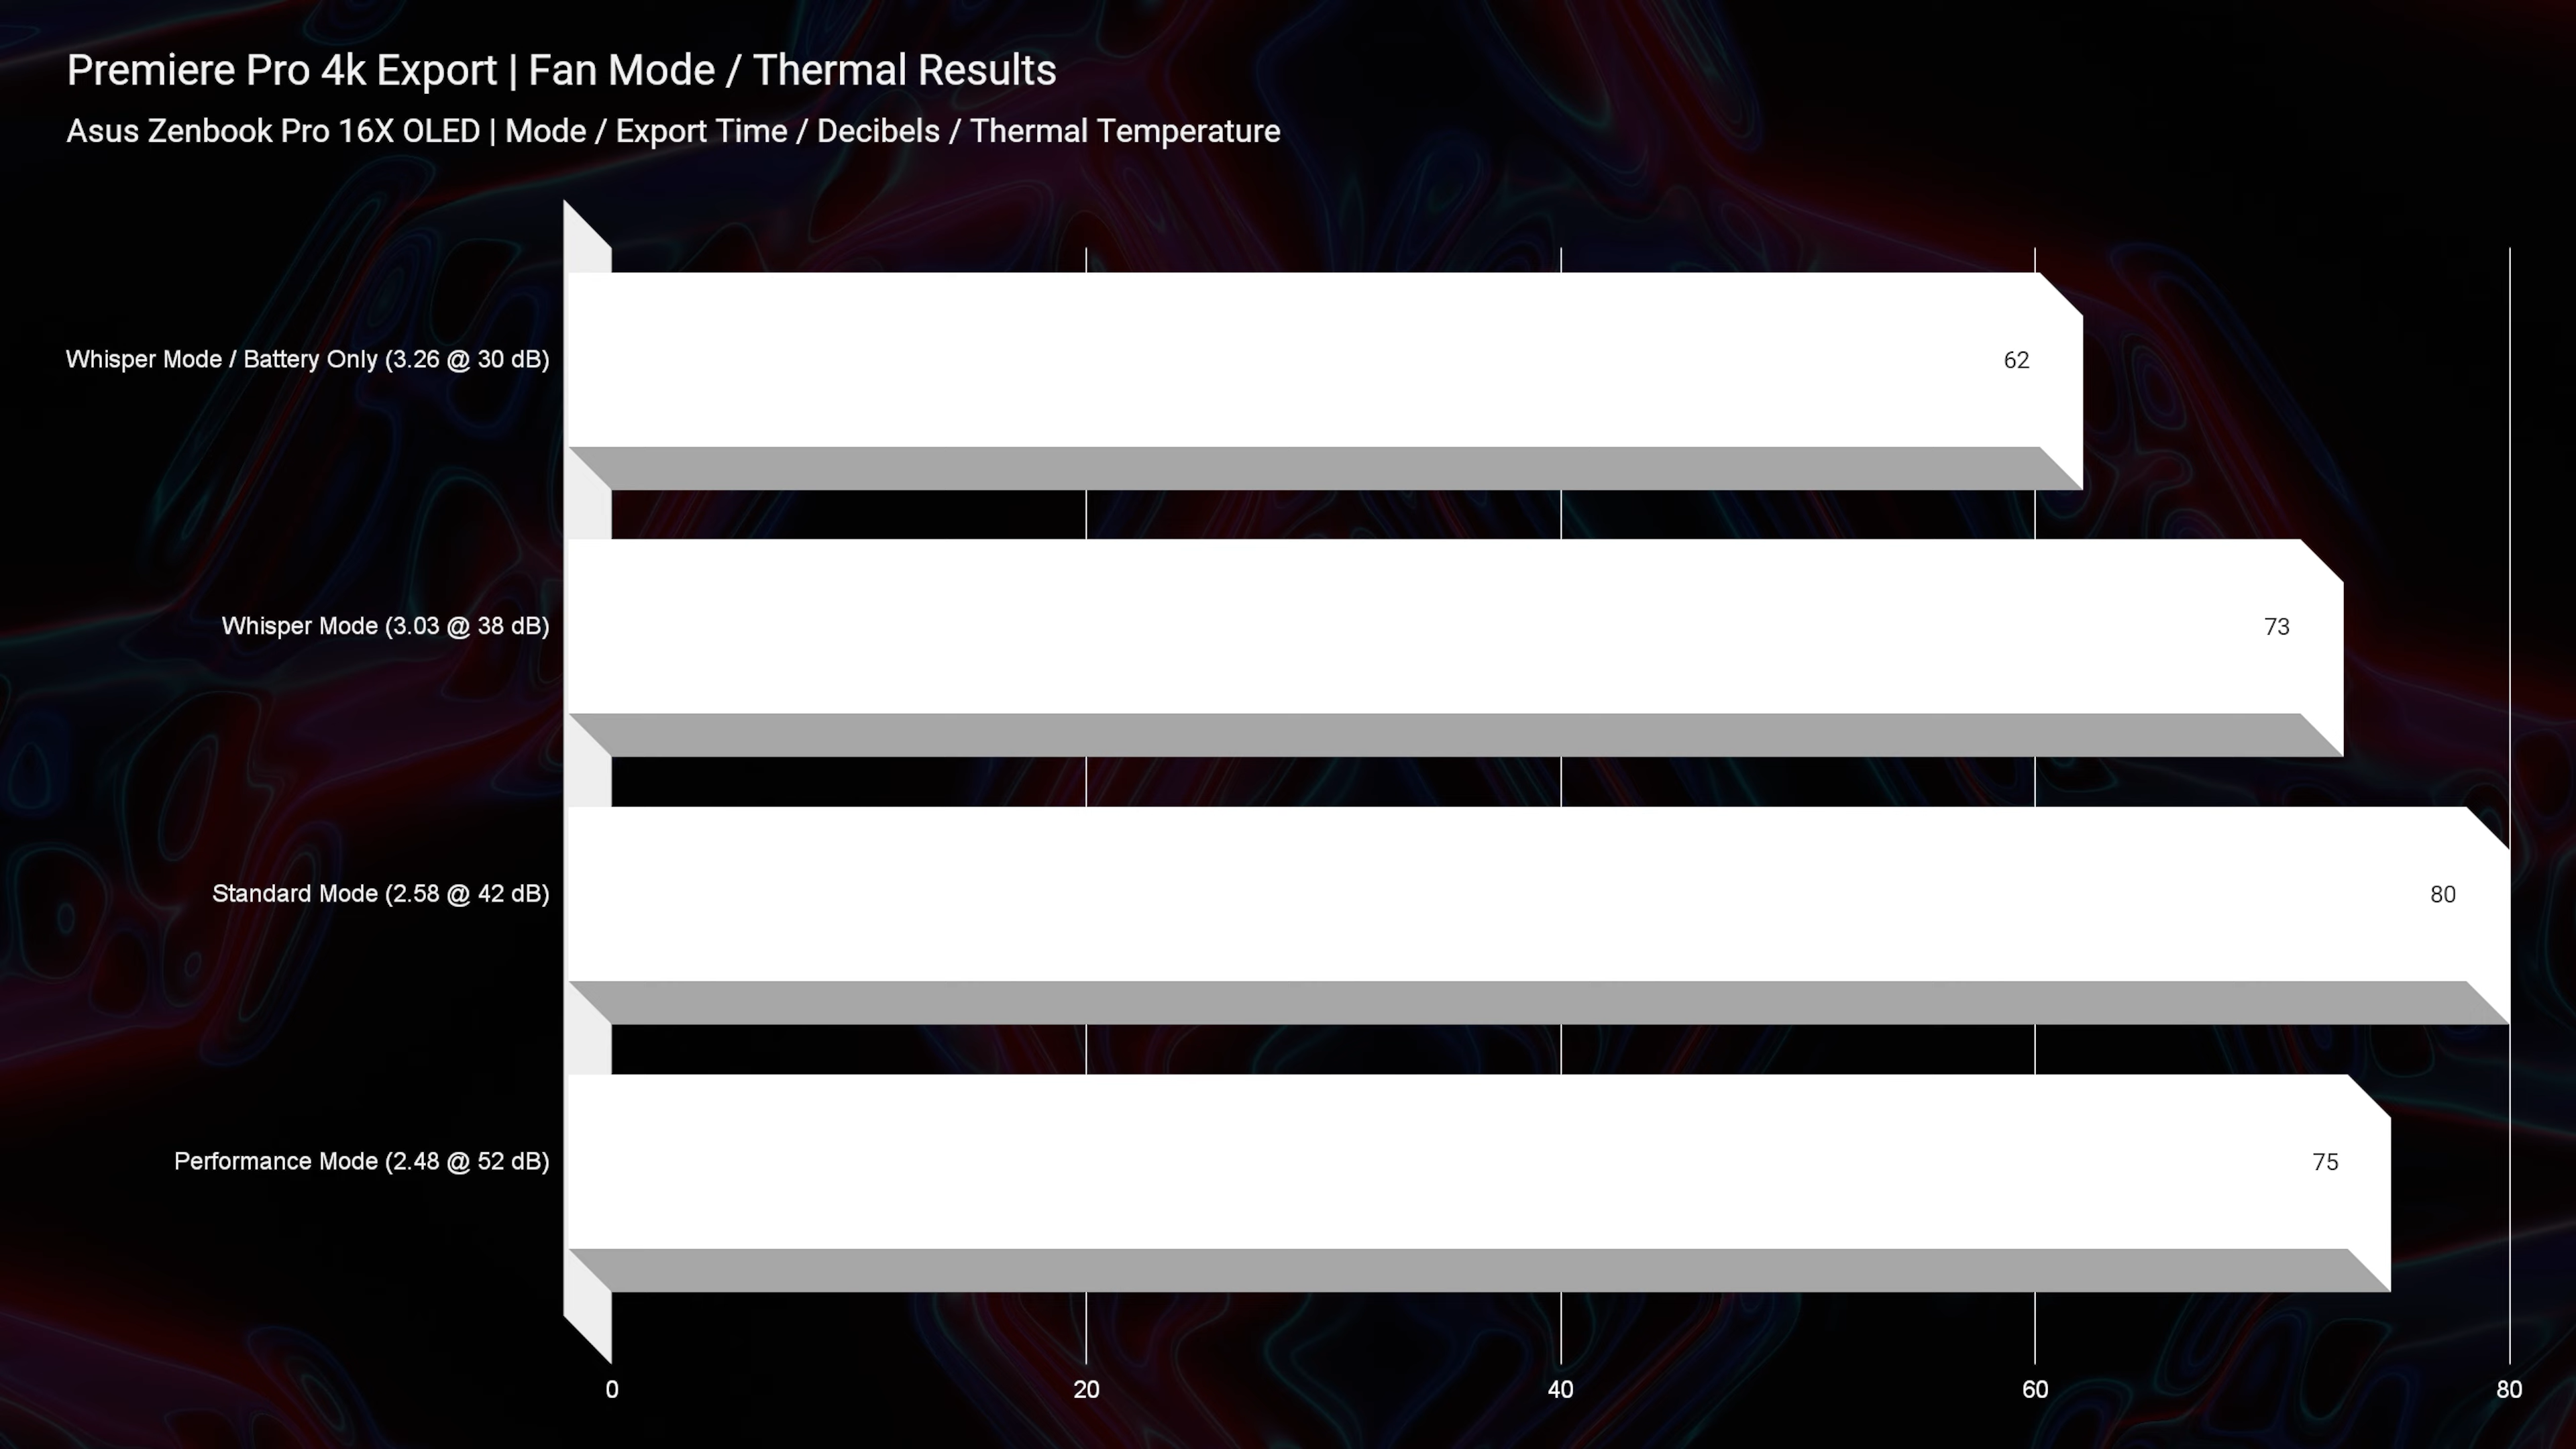 Premiere Pro 4k Export | Fan Mode / Thermal Results
Asus Zenbook Pro 16X OLED | Mode / Export Time / Decibels / Thermal Temperature
Whisper Mode / Battery Only (3.26 @ 30 dB)
62
Whisper Mode (3.03 @ 38 dB)
73
Standard Mode (2.58 @ 42 dB)
80
Performance Mode (2.48 @ 52 dB)
75
0 20 40 60 80